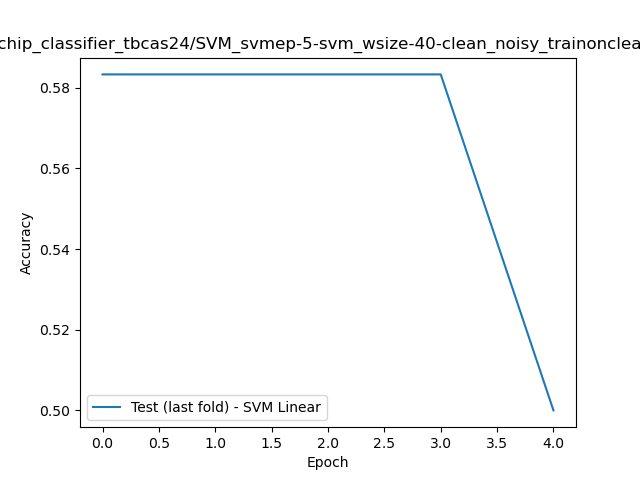 chip_classifier_tbcas24/SVM_svmep-5-svm_wsize-40-clean_noisy_trainonclea
0.58
0.56
0.54
0.52
0.50
Accuracy
Test (last fold) - SVM Linear
0.0 0.5 1.0 1.5 2.0 2.5 3.0 3.5 4.0
Epoch